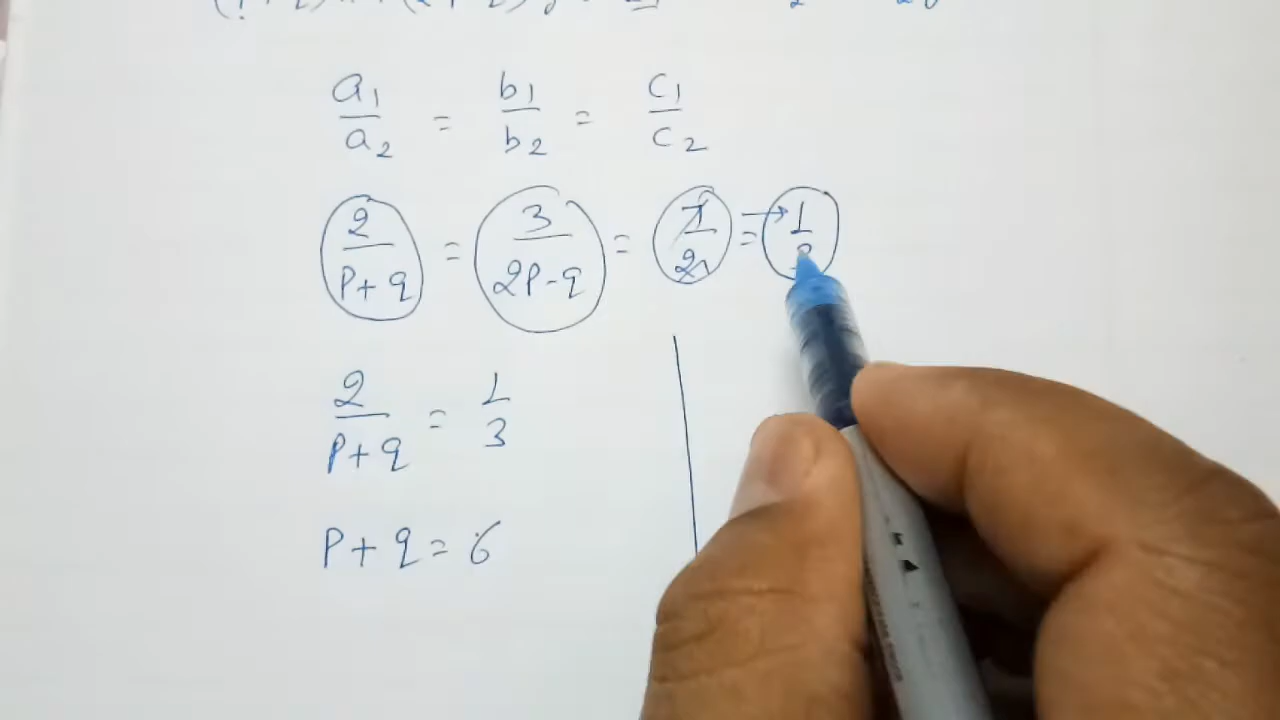 a₁/a₂ = b₁/b₂ = c₁/c₂
2/P+q = 3/2P-q = 7/21 = → 1/3
2/P+q = 1/3
P+q = 6